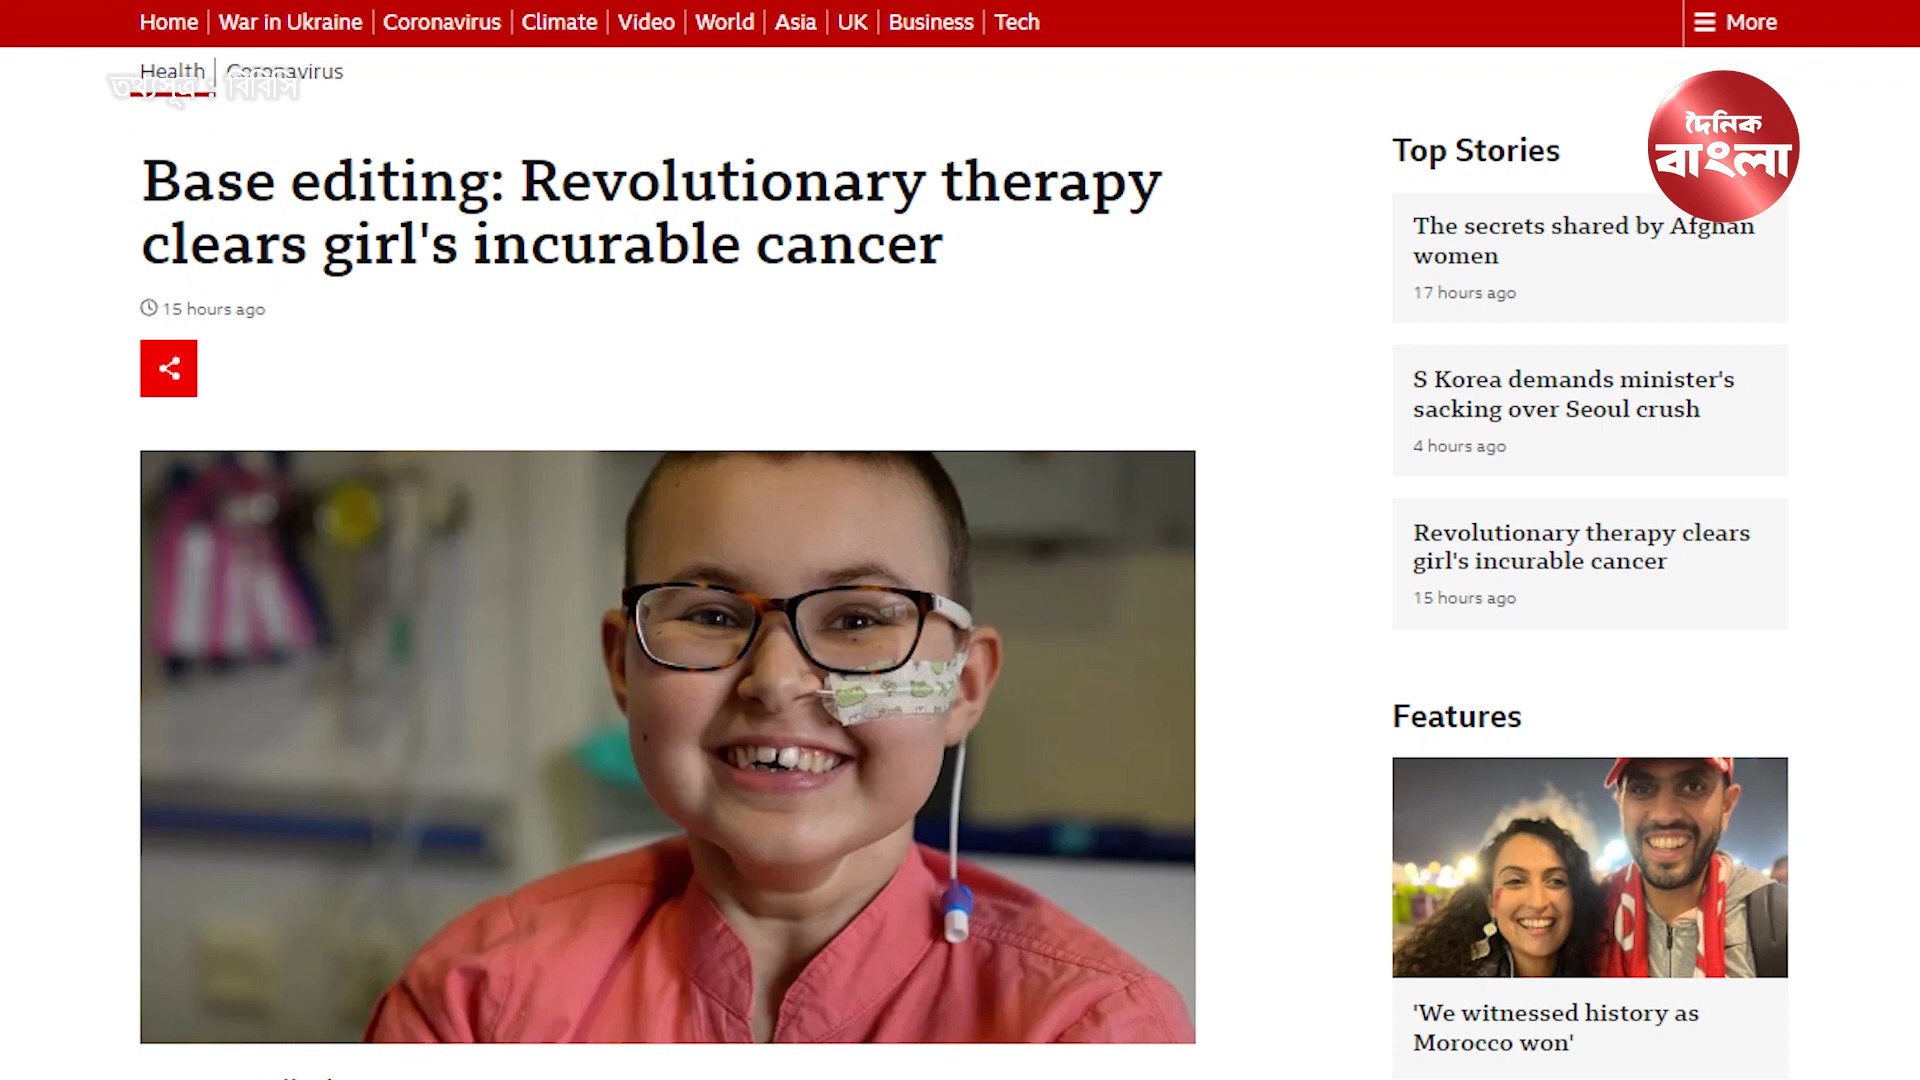 Home
War in Ukraine
Coronavirus
Climate
Video
World
Asia
UK
Business
Tech
More
Health
Coronavirus
তথ্যসূত্র : বিবিসি
দৈনিক
বাংলা
Base editing: Revolutionary therapy
clears girl's incurable cancer
15 hours ago
Top Stories
The secrets shared by Afghan
women
17 hours ago
S Korea demands minister's
sacking over Seoul crush
4 hours ago
Revolutionary therapy clears
girl's incurable cancer
15 hours ago
Features
'We witnessed history as
Morocco won'